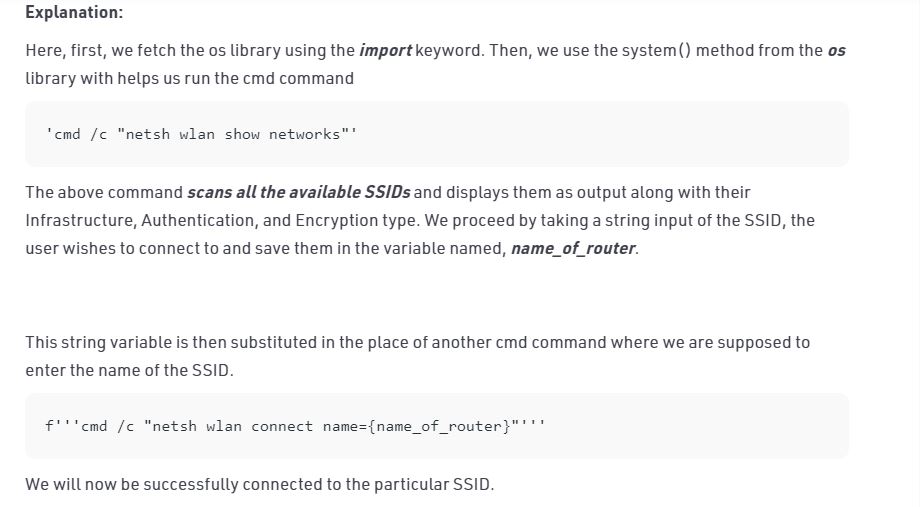 Explanation:
Here, first, we fetch the os library using the import keyword. Then, we use the system() method from the os
library with helps us run the cmd command
'cmd /c "netsh wlan show networks"'
The above command scans all the available SSIDs and displays them as output along with their
Infrastructure, Authentication, and Encryption type. We proceed by taking a string input of the SSID, the
user wishes to connect to and save them in the variable named, name_of_router.
This string variable is then substituted in the place of another cmd command where we are supposed to
enter the name of the SSID.
f'''cmd /c "netsh wlan connect name={name_of_router}"'''
We will now be successfully connected to the particular SSID.